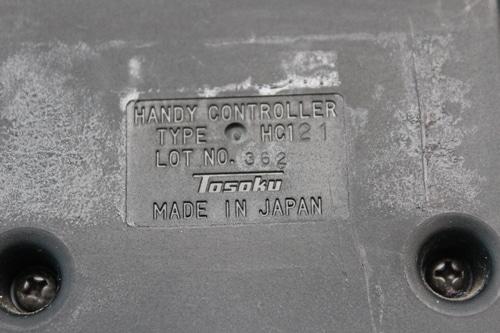 HANDY CONTROLLER
TYPE HC121
LOT NO. 362
Tosoku
MADE IN JAPAN